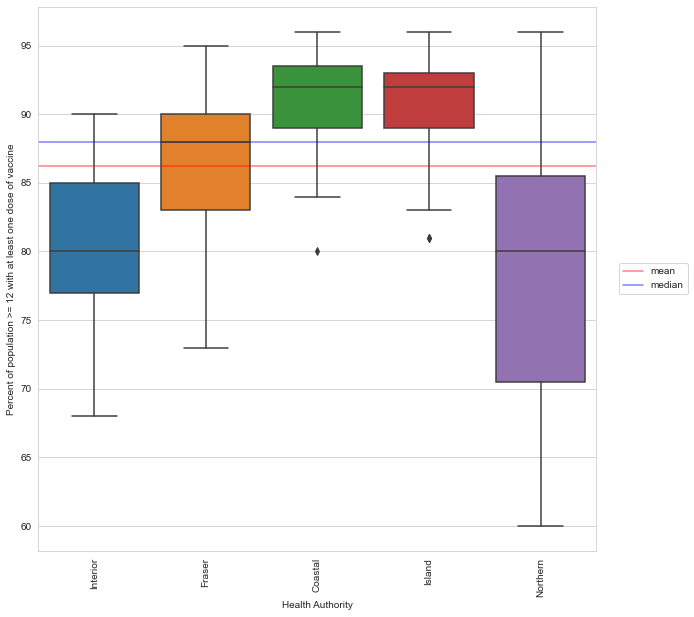 Percent of population >= 12 with at least one dose of vaccine
95
90
85
80
75
70
65
60
Interior
Fraser
Coastal
Island
Northern
Health Authority
mean
median